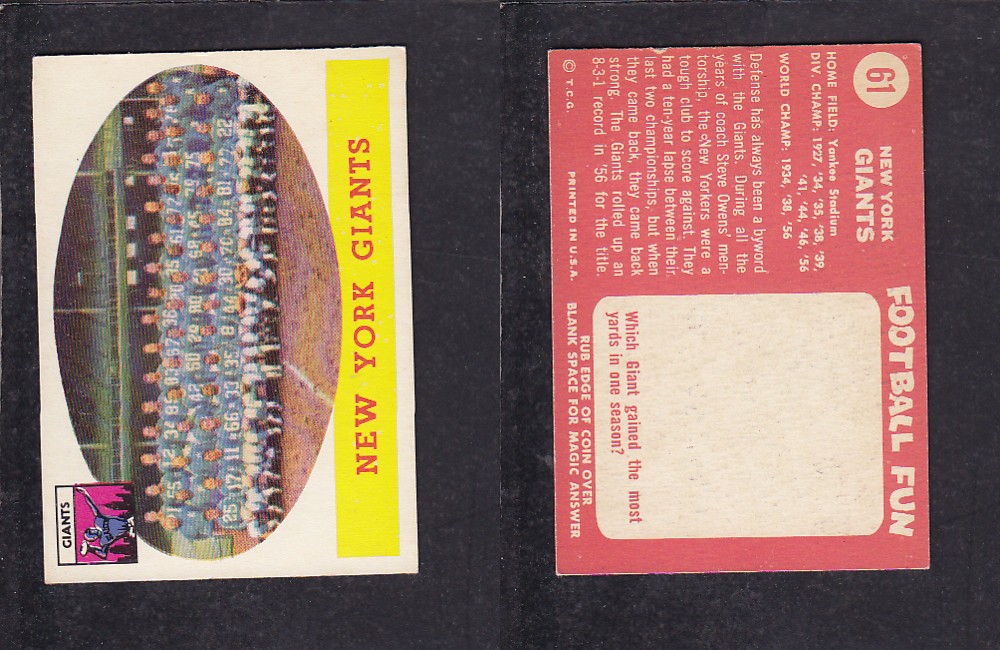 NEW YORK GIANTS
GIANTS
61
NEW YORK
GIANTS
HOME FIELD: Yankee Stadium
DIV. CHAMP: 1927, '34, '35, '38, '39,
'41, '44, '46, '56
WORLD CHAMP: 1934, '38, '56
Defense has always been a byword
with the Giants. During all the
years of coach Steve Owens' men-
torship, the New Yorkers were a
tough club to score against. They
had a ten-year lapse between their
last two championships, but when
they came back, they came back
strong. The Giants rolled up an
8-3-1 record in '56 for the title.
© T.C.G.
PRINTED IN U.S.A.
FOOTBALL FUN
Which Giant gained the most
yards in one season?
RUB EDGE OF COIN OVER
BLANK SPACE FOR MAGIC ANSWER